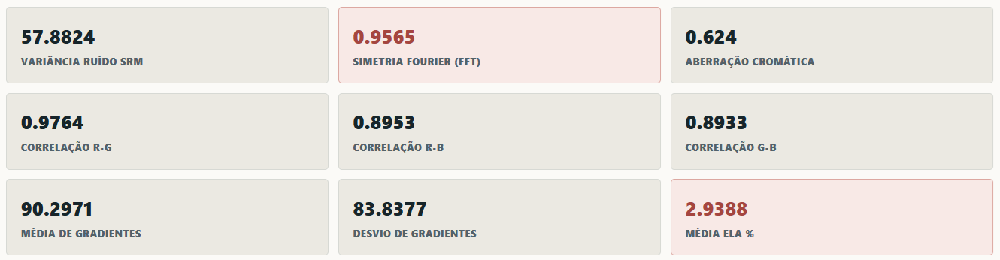 57.8824
VARIÂNCIA RUÍDO SRM
0.9565
SIMETRIA FOURIER (FFT)
0.624
ABERRAÇÃO CROMÁTICA
0.9764
CORRELAÇÃO R-G
0.8953
CORRELAÇÃO R-B
0.8933
CORRELAÇÃO G-B
90.2971
MÉDIA DE GRADIENTES
83.8377
DESVIO DE GRADIENTES
2.9388
MÉDIA ELA %